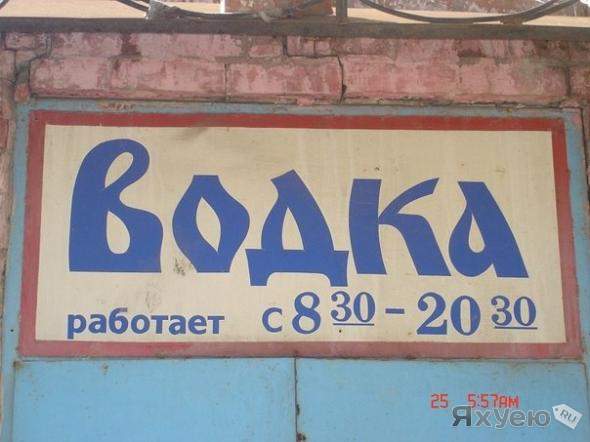 Водка
работает с 8 30 - 20 30
25 5:57AM
Яхуею.RU